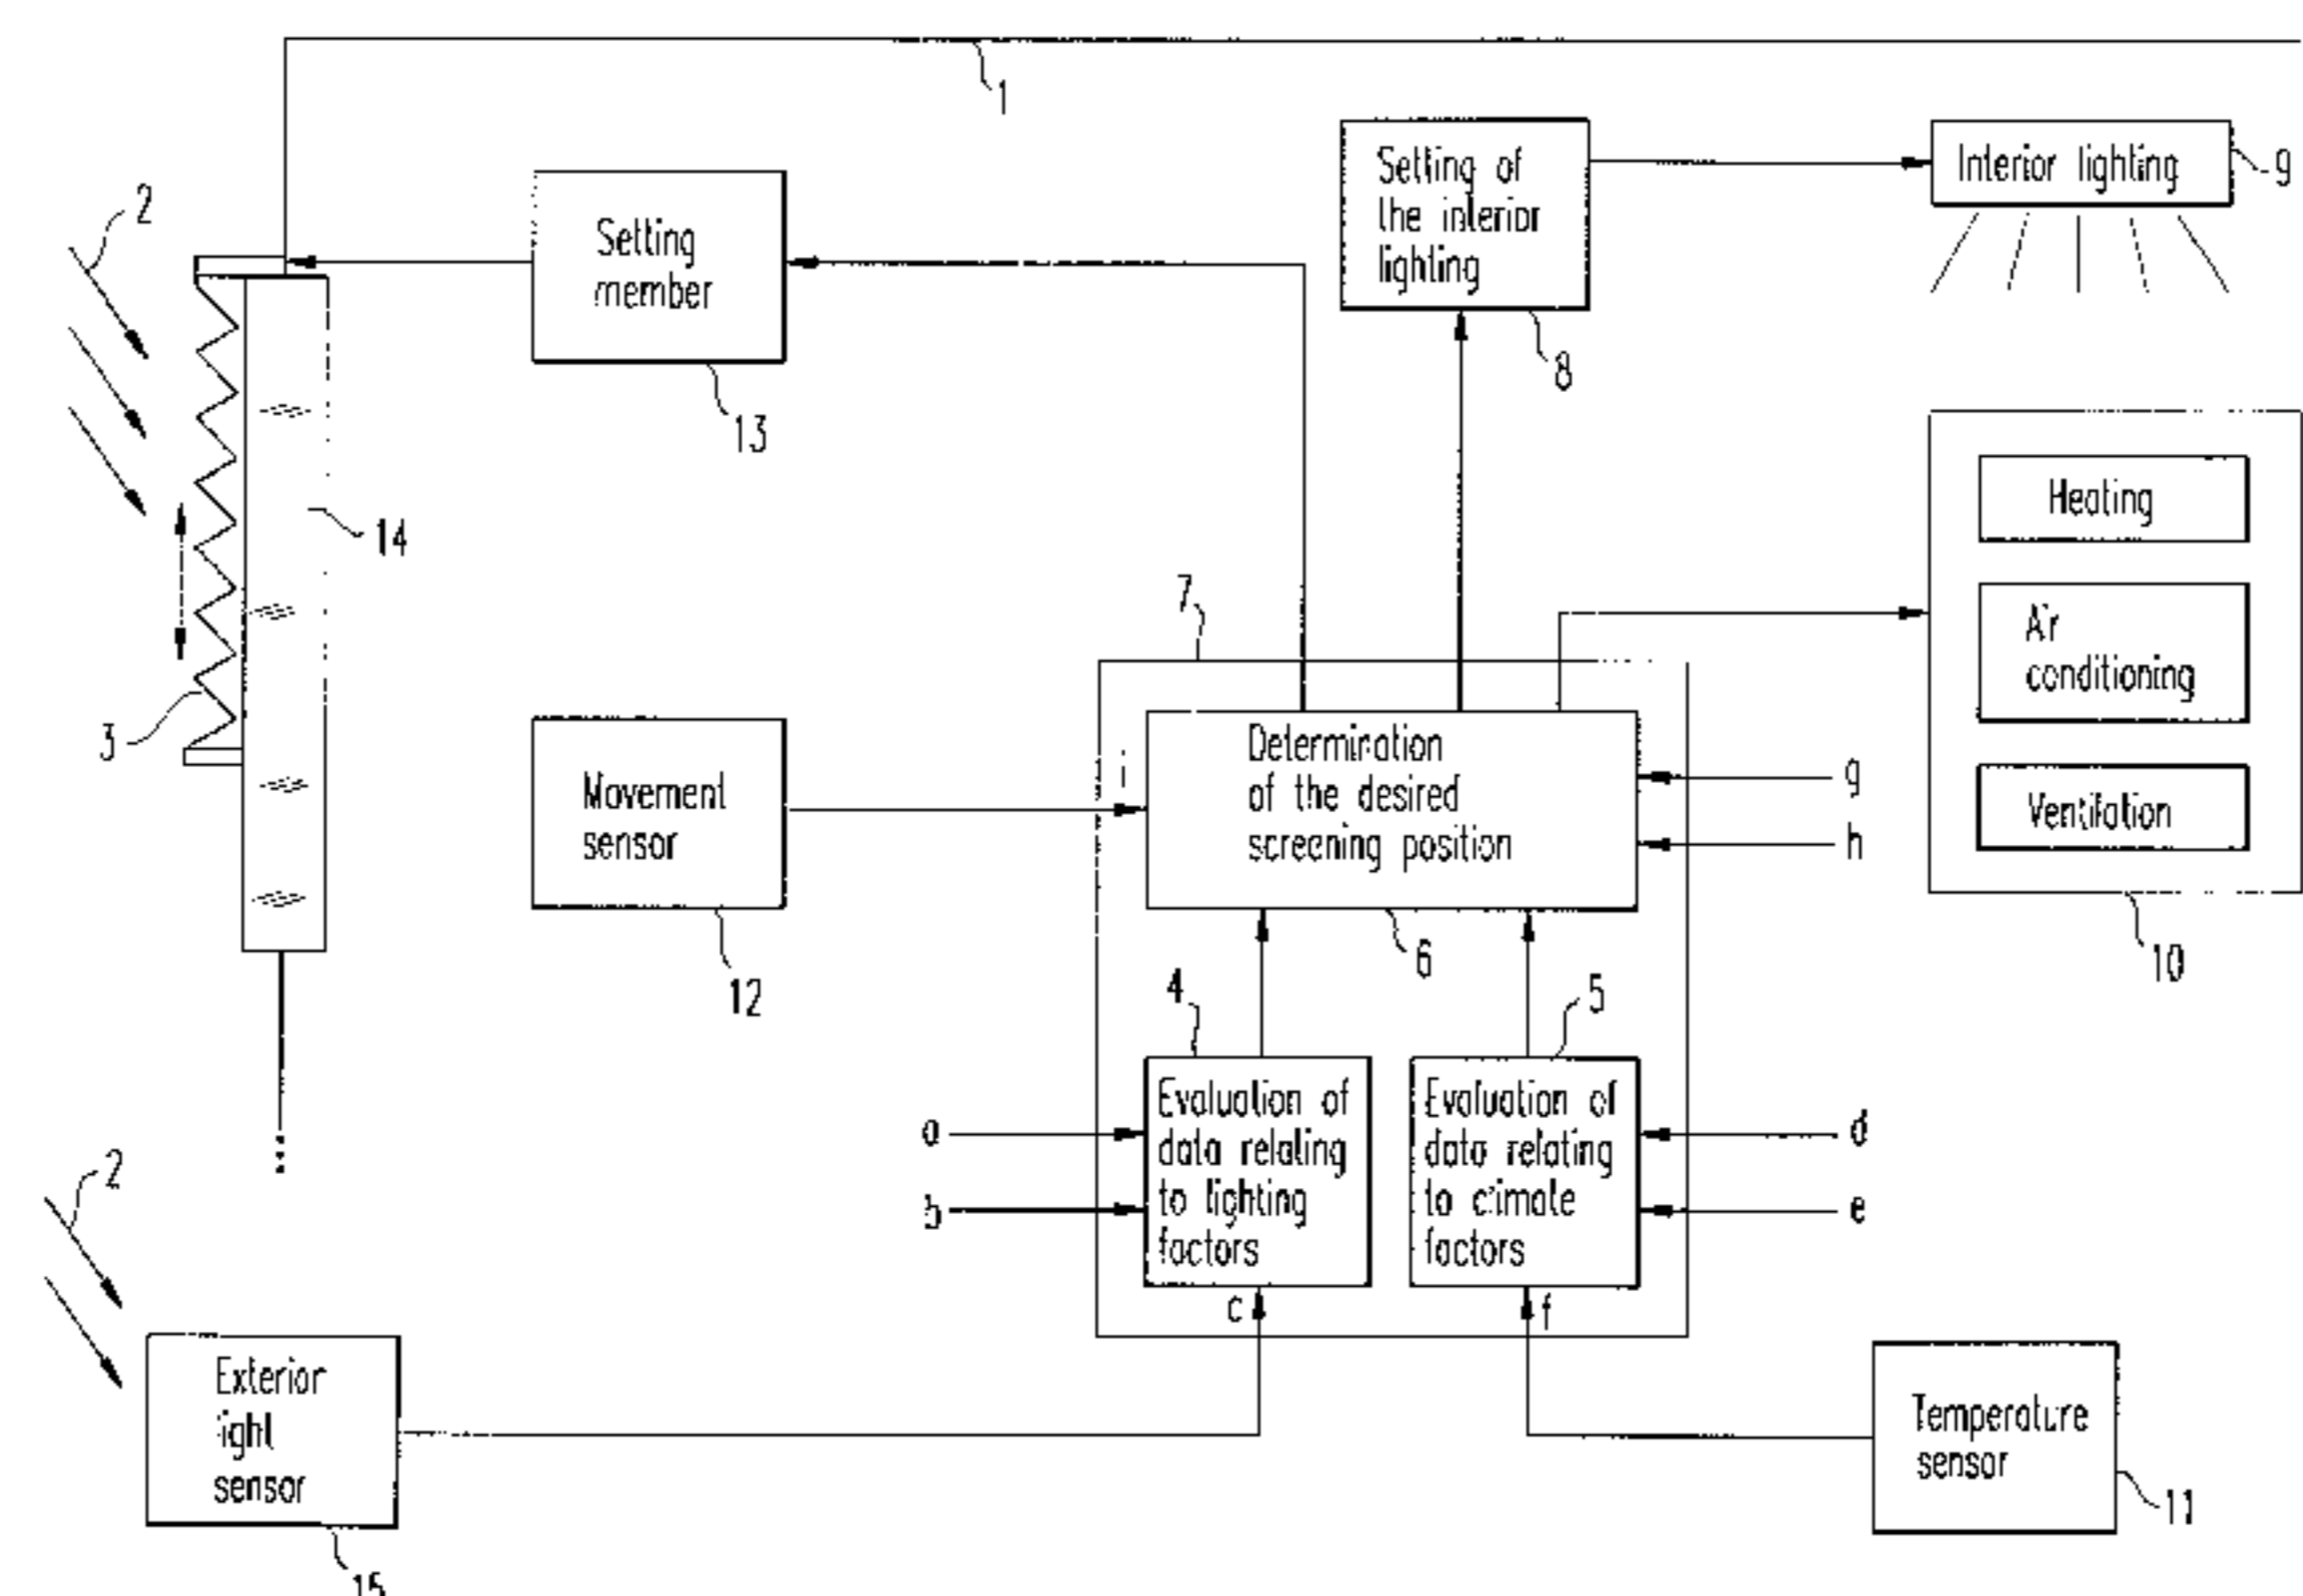 1
2
Setting
member
13
Setting of
the interior
lighting
8
Interior lighting
9
14
3
7
Heating
Air
conditioning
Ventilation
10
Movement
sensor
12
i
Determination
of the desired
screening position
g
h
6
4
5
Evaluation of
data relating
to lighting
factors
Evaluation of
data relating
to climate
factors
a
b
d
e
c
f
2
Exterior
light
sensor
15
Temperature
sensor
11